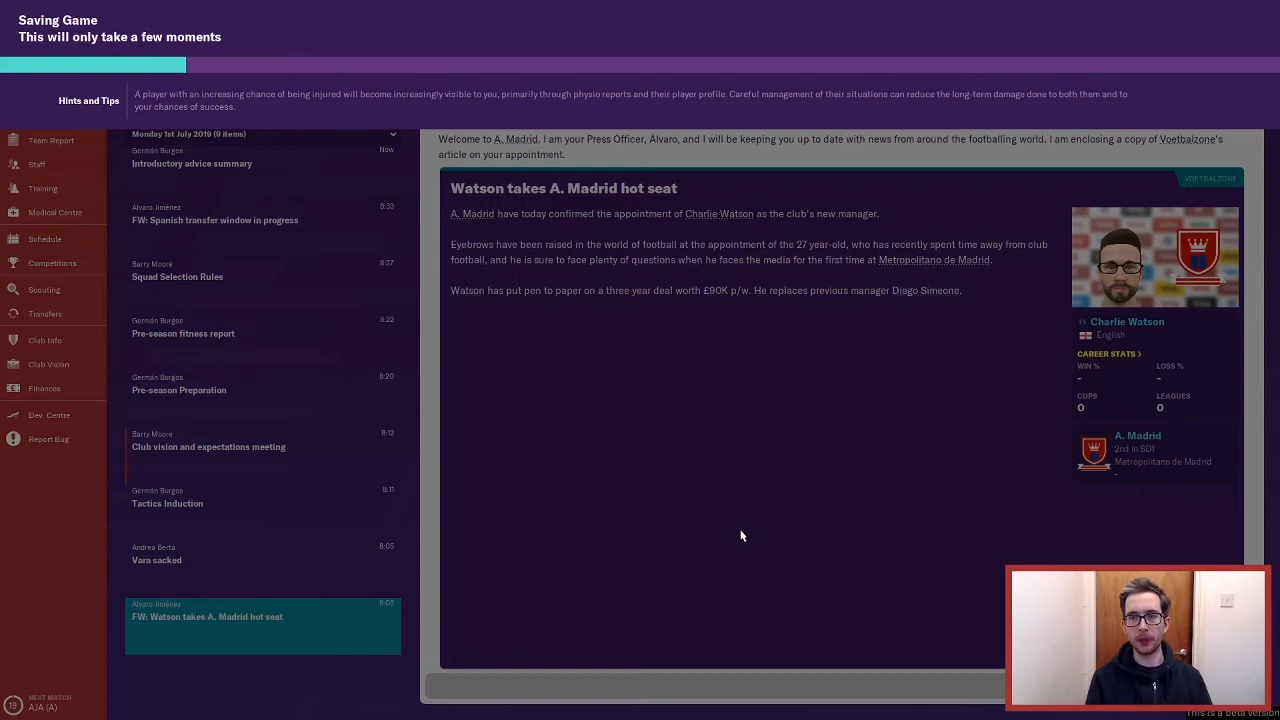 Saving Game
This will only take a few moments
Hints and Tips
A player with an increasing chance of being injured will become increasingly visible to you, primarily through physio reports and their player profile. Careful management of their situations can reduce the long-term damage done to both them and to
your chances of success.
Team Report
Staff
Training
Medical Centre
Schedule
Competitions
Scouting
Transfers
Club Info
Club Vision
Finances
Dev. Centre
Report Bug
19
NEXT MATCH
AJA (A)
Monday 1st July 2019 (9 items)
Germán Burgos Now
Introductory advice summary
Álvaro Jiménez 8:33
FW: Spanish transfer window in progress
Barry Moore 8:27
Squad Selection Rules
Germán Burgos 8:22
Pre-season fitness report
Germán Burgos 8:20
Pre-season Preparation
Barry Moore 8:12
Club vision and expectations meeting
Germán Burgos 8:11
Tactics Induction
Andrea Berta 8:05
Vara sacked
Álvaro Jiménez 8:05
FW: Watson takes A. Madrid hot seat
Welcome to A. Madrid. I am your Press Officer, Álvaro, and I will be keeping you up to date with news from around the footballing world. I am enclosing a copy of Voetbalzone's
article on your appointment.
VOETBALZONE
Watson takes A. Madrid hot seat
A. Madrid have today confirmed the appointment of Charlie Watson as the club's new manager.
Eyebrows have been raised in the world of football at the appointment of the 27 year-old, who has recently spent time away from club
football, and he is sure to face plenty of questions when he faces the media for the first time at Metropolitano de Madrid.
Watson has put pen to paper on a three year deal worth £90K p/w. He replaces previous manager Diego Simeone.
Charlie Watson
English
CAREER STATS >
WIN % LOSS %
- -
CUPS LEAGUES
0 0
A. Madrid
2nd in SD1
Metropolitano de Madrid
-
This is a beta version